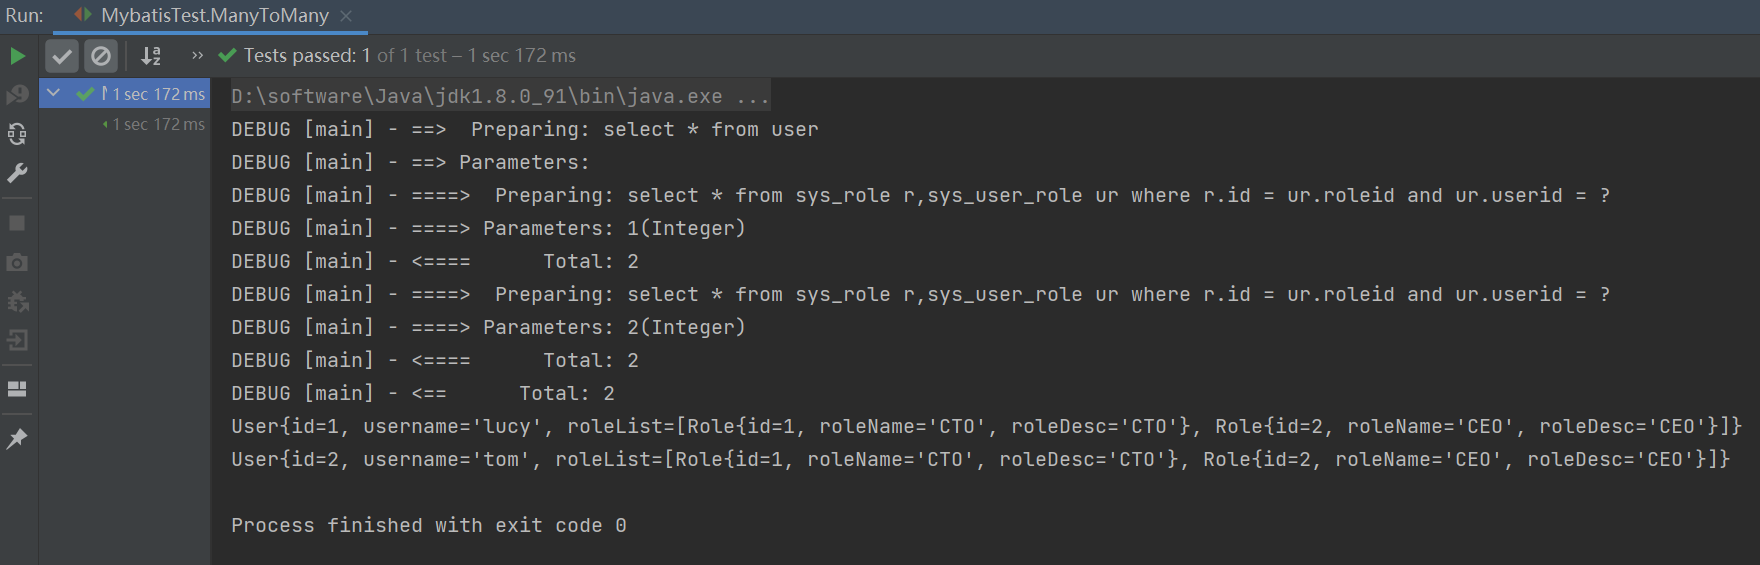 Run: MybatisTest.ManyToMany
Tests passed: 1 of 1 test – 1 sec 172 ms
1 sec 172 ms
1 sec 172 ms
D:\software\Java\jdk1.8.0_91\bin\java.exe ...
DEBUG [main] - ==>  Preparing: select * from user
DEBUG [main] - ==> Parameters:
DEBUG [main] - ====>  Preparing: select * from sys_role r,sys_user_role ur where r.id = ur.roleid and ur.userid = ?
DEBUG [main] - ====> Parameters: 1(Integer)
DEBUG [main] - <====      Total: 2
DEBUG [main] - ====>  Preparing: select * from sys_role r,sys_user_role ur where r.id = ur.roleid and ur.userid = ?
DEBUG [main] - ====> Parameters: 2(Integer)
DEBUG [main] - <====      Total: 2
DEBUG [main] - <==      Total: 2
User{id=1, username='lucy', roleList=[Role{id=1, roleName='CTO', roleDesc='CTO'}, Role{id=2, roleName='CEO', roleDesc='CEO'}]}
User{id=2, username='tom', roleList=[Role{id=1, roleName='CTO', roleDesc='CTO'}, Role{id=2, roleName='CEO', roleDesc='CEO'}]}
Process finished with exit code 0